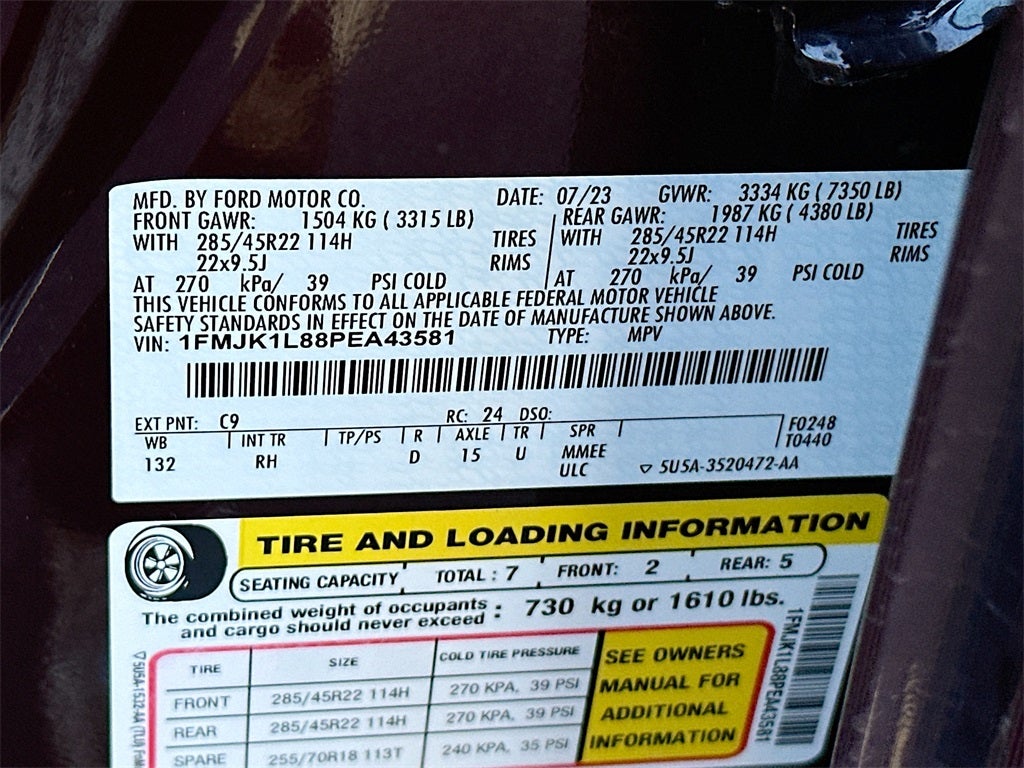 MFD. BY FORD MOTOR CO. DATE: 07/23 GVWR: 3334 KG ( 7350 LB)
FRONT GAWR: 1504 KG ( 3315 LB) REAR GAWR: 1987 KG ( 4380 LB)
WITH 285/45R22 114H TIRES WITH 285/45R22 114H TIRES
22x9.5J RIMS 22x9.5J RIMS
AT 270 kPa/ 39 PSI COLD AT 270 kPa/ 39 PSI COLD
THIS VEHICLE CONFORMS TO ALL APPLICABLE FEDERAL MOTOR VEHICLE
SAFETY STANDARDS IN EFFECT ON THE DATE OF MANUFACTURE SHOWN ABOVE.
VIN: 1FMJK1L88PEA43581 TYPE: MPV
EXT PNT: C9 RC: 24 DSO: F0248
WB INT TR TP/PS R AXLE TR SPR T0440
132 RH D 15 U MMEE
ULC 5U5A-3520472-AA
TIRE AND LOADING INFORMATION
SEATING CAPACITY TOTAL : 7 FRONT: 2 REAR: 5
The combined weight of occupants
and cargo should never exceed : 730 kg or 1610 lbs.
TIRE SIZE COLD TIRE PRESSURE
FRONT 285/45R22 114H 270 KPA, 39 PSI
REAR 285/45R22 114H 270 KPA, 39 PSI
SPARE 255/70R18 113T 240 KPA, 35 PSI
SEE OWNERS
MANUAL FOR
ADDITIONAL
INFORMATION
1FMJK1L88PEA43581
5U5A-1532-AA